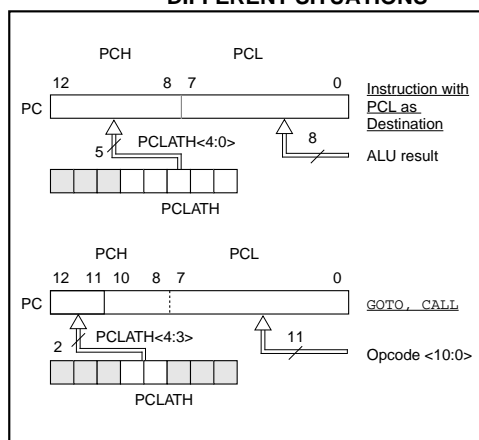 DIFFERENT SITUATIONS
PCH PCL
12 8 7 0
PC
Instruction with
PCL as
Destination
5 PCLATH<4:0> 8
ALU result
PCLATH
PCH PCL
12 11 10 8 7 0
PC GOTO, CALL
2 PCLATH<4:3> 11
Opcode <10:0>
PCLATH